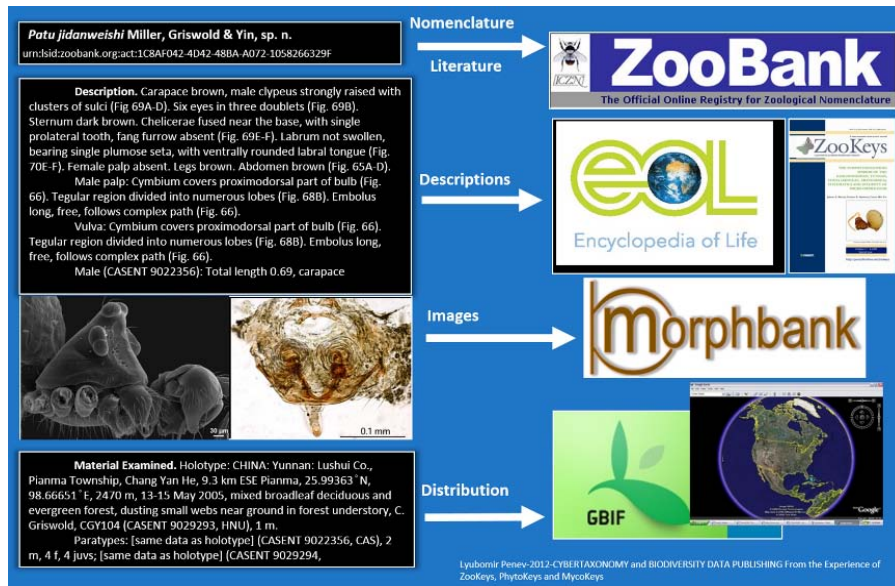 Patu jidanweishi Miller, Griswold & Yin, sp. n.
urn:lsid:zoobank.org:act:1C8AF042-4D42-48BA-A072-1058266329F
Nomenclature
Literature
ICZN
ZooBank
The Official Online Registry for Zoological Nomenclature
Description. Carapace brown, male clypeus strongly raised with
clusters of sulci (Fig 69A-D). Six eyes in three doublets (Fig. 69B).
Sternum dark brown. Chelicerae fused near the base, with single
prolateral tooth, fang furrow absent (Fig. 69E-F). Labrum not swollen,
bearing single plumose seta, with ventrally rounded labral tongue (Fig.
70E-F). Female palp absent. Legs brown. Abdomen brown (Fig. 65A-D).
Male palp: Cymbium covers proximodorsal part of bulb (Fig.
66). Tegular region divided into numerous lobes (Fig. 68B). Embolus
long, free, follows complex path (Fig. 66).
Vulva: Cymbium covers proximodorsal part of bulb (Fig. 66).
Tegular region divided into numerous lobes (Fig. 68B). Embolus long,
free, follows complex path (Fig. 66).
Male (CASENT 9022356): Total length 0.69, carapace
Descriptions
eol
Encyclopedia of Life
ZooKeys
Images
morphbank
30 µm
0.1 mm
Material Examined. Holotype: CHINA: Yunnan: Lushui Co.,
Pianma Township, Chang Yan He, 9.3 km ESE Pianma, 25.99363°N,
98.66651°E, 2470 m, 13-15 May 2005, mixed broadleaf deciduous and
evergreen forest, dusting small webs near ground in forest understory, C.
Griswold, CGY104 (CASENT 9029293, HNU), 1 m.
Paratypes: [same data as holotype] (CASENT 9022356, CAS), 2
m, 4 f, 4 juvs; [same data as holotype] (CASENT 9029294,
Distribution
GBIF
Google
Lyubomir Penev-2012-CYBERTAXONOMY and BIODIVERSITY DATA PUBLISHING From the Experience of
ZooKeys, PhytoKeys and MycoKeys